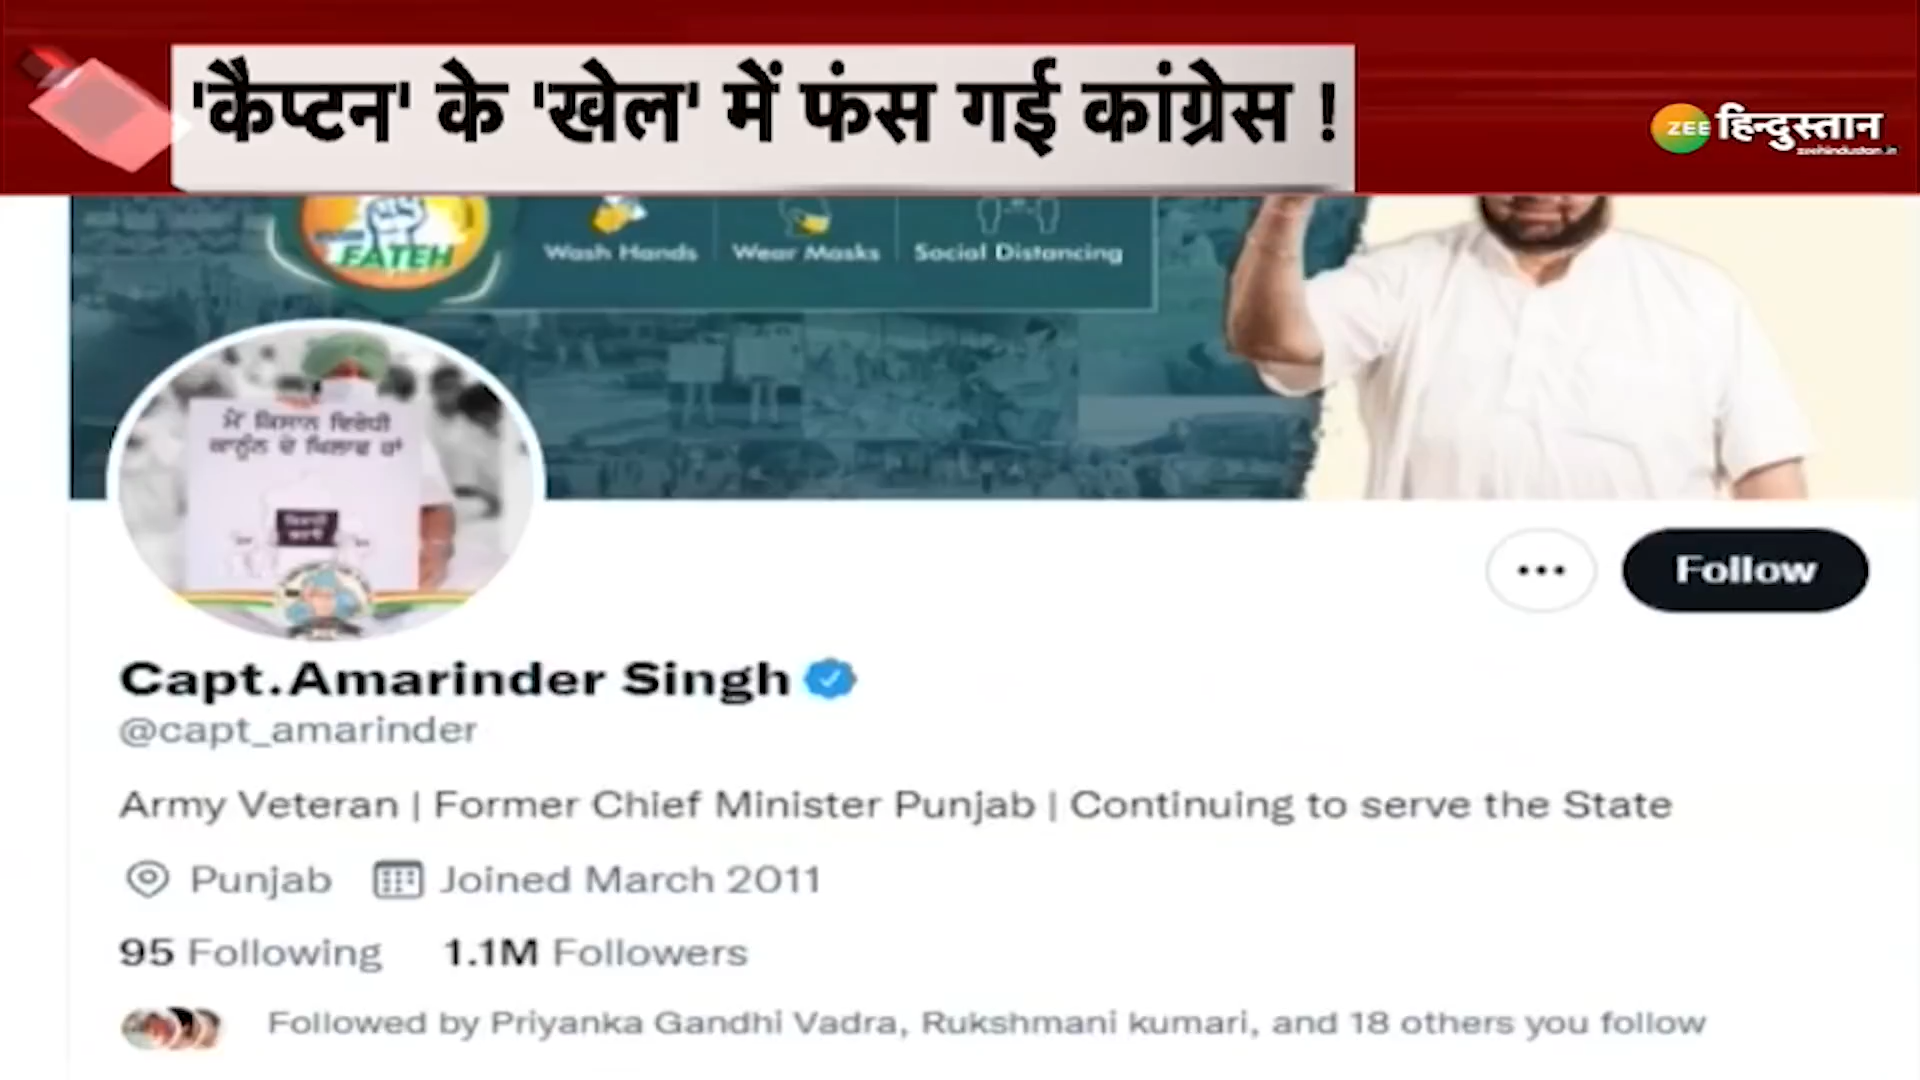 'कैप्टन' के 'खेल' में फंस गई कांग्रेस !
ZEE हिन्दुस्तान
zeehindustan.in
FATEH
Wash Hands
Wear Masks
Social Distancing
ਮੈਂ ਕਿਸਾਨ ਵਿਰੋਧੀ
ਕਾਨੂੰਨ ਦੇ ਖਿਲਾਫ ਹਾਂ
Follow
Capt.Amarinder Singh
@capt_amarinder
Army Veteran | Former Chief Minister Punjab | Continuing to serve the State
Punjab Joined March 2011
95 Following 1.1M Followers
Followed by Priyanka Gandhi Vadra, Rukshmani kumari, and 18 others you follow